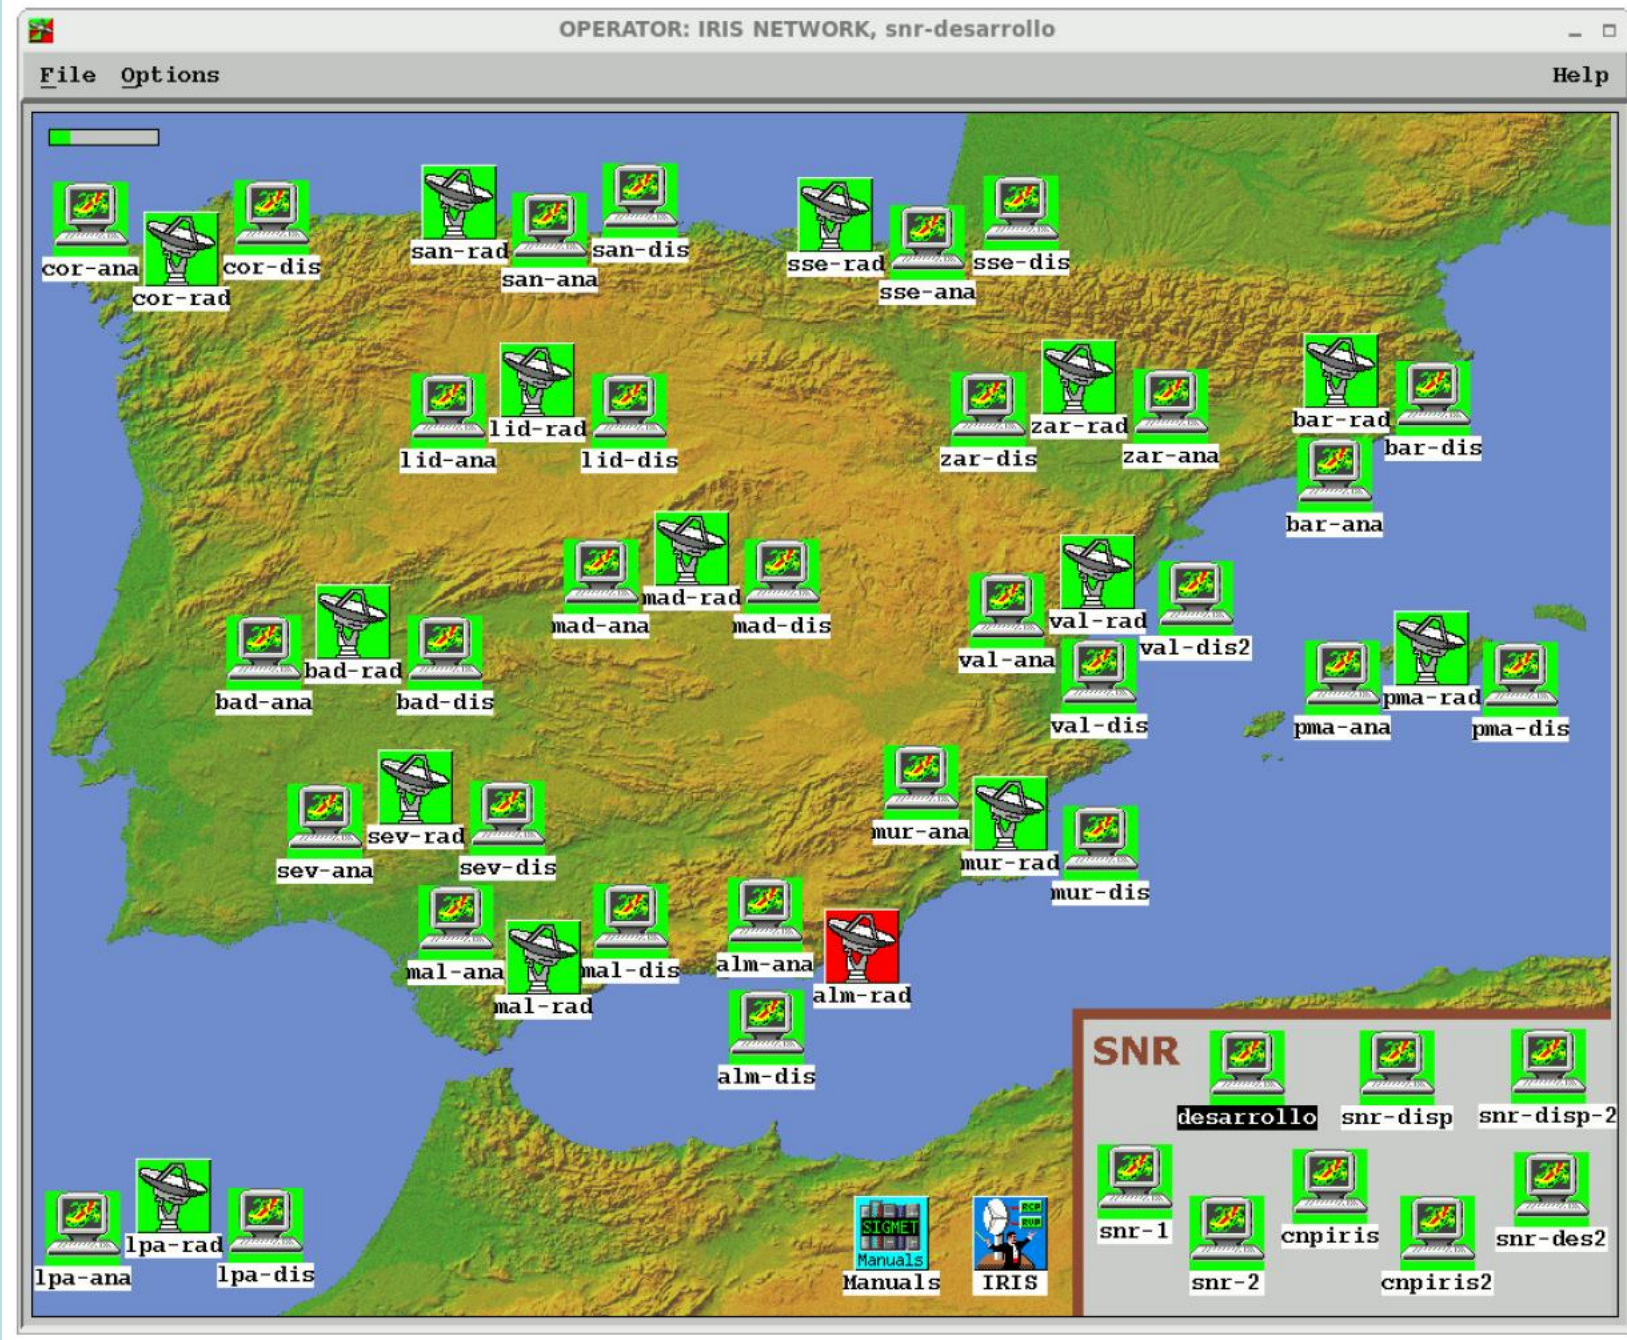 OPERATOR: IRIS NETWORK, snr-desarrollo
File Options Help
san-rad san-dis
cor-ana cor-dis sse-rad sse-dis
san-ana
cor-rad sse-ana
lid-rad zar-rad bar-rad
lid-ana lid-dis zar-dis zar-ana bar-dis
bar-ana
mad-rad
mad-ana mad-dis val-rad
val-ana val-dis2
bad-rad
bad-ana bad-dis pma-rad
val-dis pma-ana pma-dis
sev-rad mur-ana
sev-ana sev-dis mur-rad
mur-dis
mal-ana mal-dis alm-ana
mal-rad alm-rad
SNR
alm-dis
desarrollo snr-disp snr-disp-2
RCP
RVP
SIGMET
Manuals
lpa-rad snr-1 cnpiris snr-des2
lpa-ana lpa-dis Manuals IRIS snr-2 cnpiris2